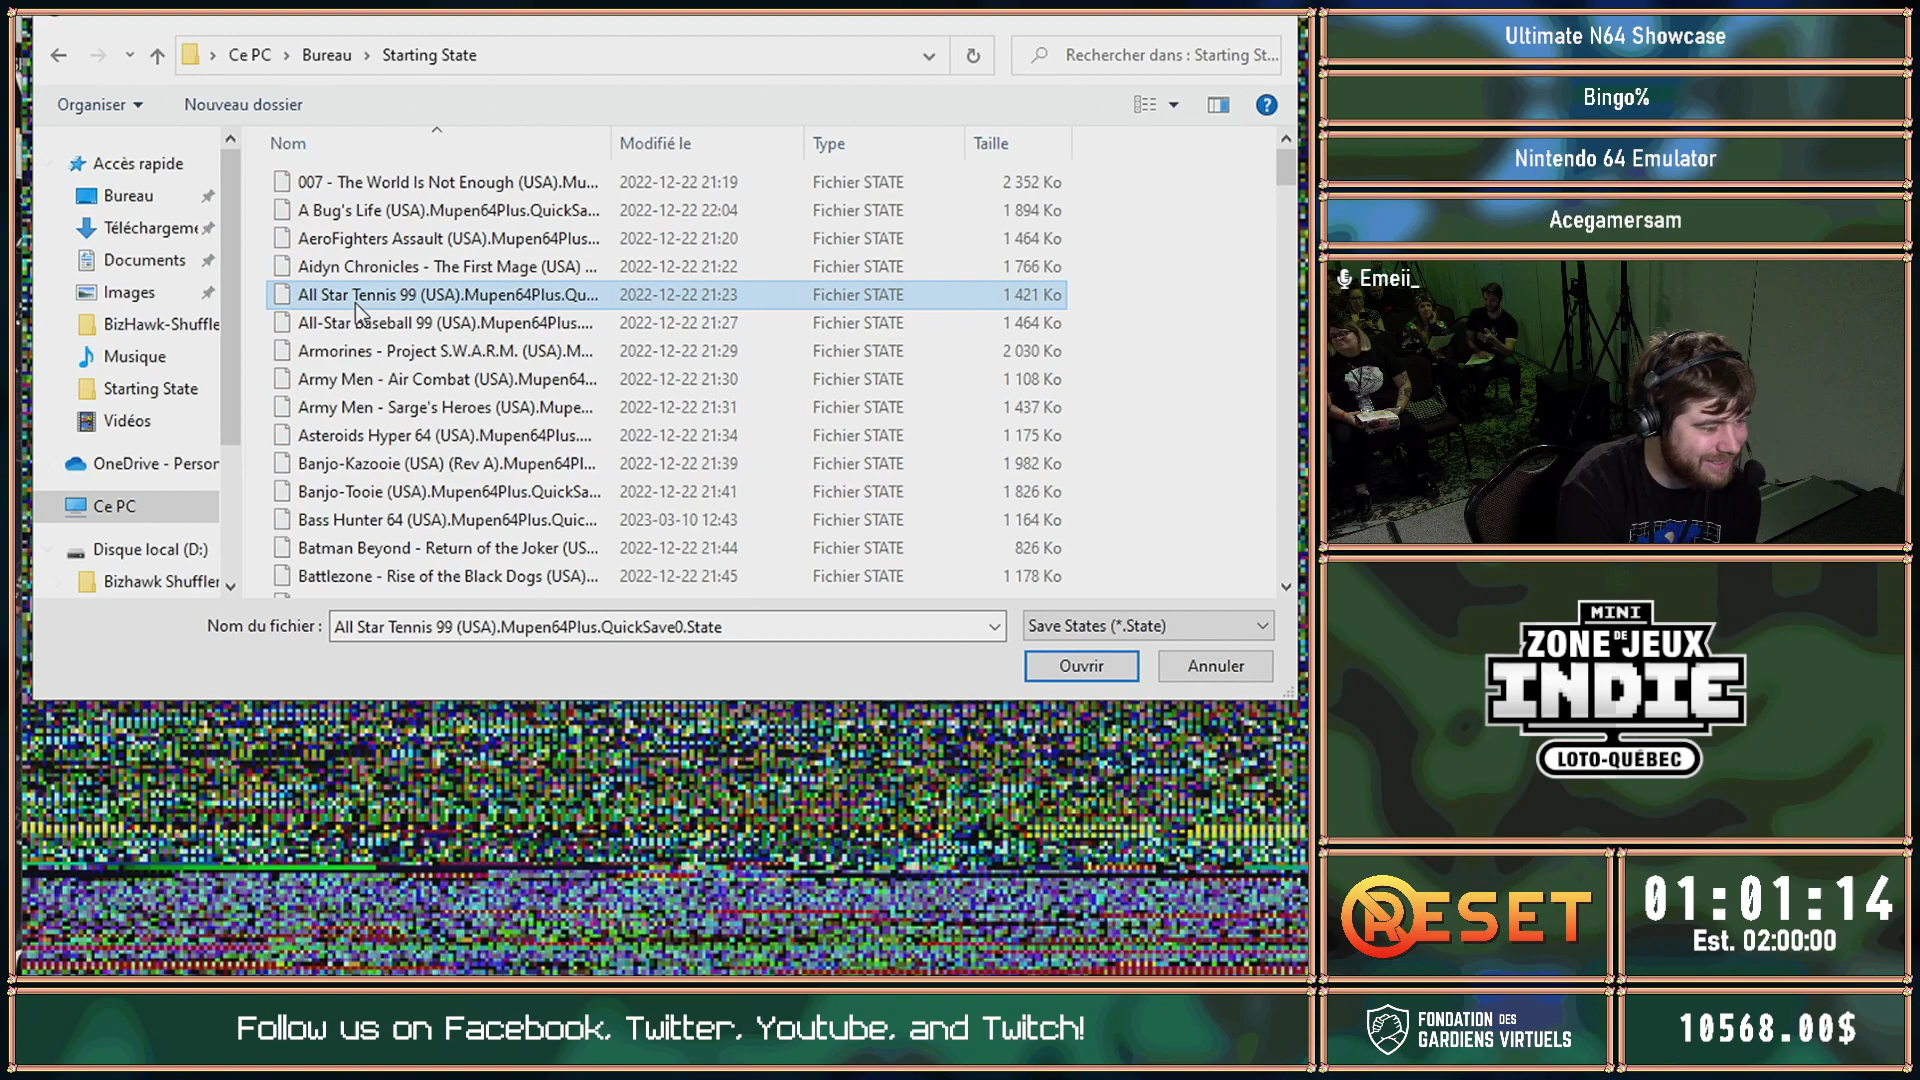 Ce PC > Bureau > Starting State
Rechercher dans : Starting St...
Organiser
Nouveau dossier
Nom Modifié le Type Taille
Accès rapide
Bureau
Téléchargeme
Documents
Images
BizHawk-Shuffle
Musique
Starting State
Vidéos
OneDrive - Persor
Ce PC
Disque local (D:)
Bizhawk Shuffler
007 - The World Is Not Enough (USA).Mu... 2022-12-22 21:19 Fichier STATE 2 352 Ko
A Bug's Life (USA).Mupen64Plus.QuickSa... 2022-12-22 22:04 Fichier STATE 1 894 Ko
AeroFighters Assault (USA).Mupen64Plus... 2022-12-22 21:20 Fichier STATE 1 464 Ko
Aidyn Chronicles - The First Mage (USA) ... 2022-12-22 21:22 Fichier STATE 1 766 Ko
All Star Tennis 99 (USA).Mupen64Plus.Qu... 2022-12-22 21:23 Fichier STATE 1 421 Ko
All-Star Baseball 99 (USA).Mupen64Plus.... 2022-12-22 21:27 Fichier STATE 1 464 Ko
Armorines - Project S.W.A.R.M. (USA).M... 2022-12-22 21:29 Fichier STATE 2 030 Ko
Army Men - Air Combat (USA).Mupen64... 2022-12-22 21:30 Fichier STATE 1 108 Ko
Army Men - Sarge's Heroes (USA).Mupe... 2022-12-22 21:31 Fichier STATE 1 437 Ko
Asteroids Hyper 64 (USA).Mupen64Plus.... 2022-12-22 21:34 Fichier STATE 1 175 Ko
Banjo-Kazooie (USA) (Rev A).Mupen64Pl... 2022-12-22 21:39 Fichier STATE 1 982 Ko
Banjo-Tooie (USA).Mupen64Plus.QuickSa... 2022-12-22 21:41 Fichier STATE 1 826 Ko
Bass Hunter 64 (USA).Mupen64Plus.Quic... 2023-03-10 12:43 Fichier STATE 1 164 Ko
Batman Beyond - Return of the Joker (US... 2022-12-22 21:44 Fichier STATE 826 Ko
Battlezone - Rise of the Black Dogs (USA)... 2022-12-22 21:45 Fichier STATE 1 178 Ko
Nom du fichier : All Star Tennis 99 (USA).Mupen64Plus.QuickSave0.State
Save States (*.State)
Ouvrir
Annuler
Ultimate N64 Showcase
Bingo%
Nintendo 64 Emulator
Acegamersam
Emeii_
MINI
ZONE DE JEUX
INDIE
LOTO-QUÉBEC
RESET
01:01:14
Est. 02:00:00
Follow us on Facebook, Twitter, Youtube, and Twitch!
FONDATION DES
GARDIENS VIRTUELS
10568.00$